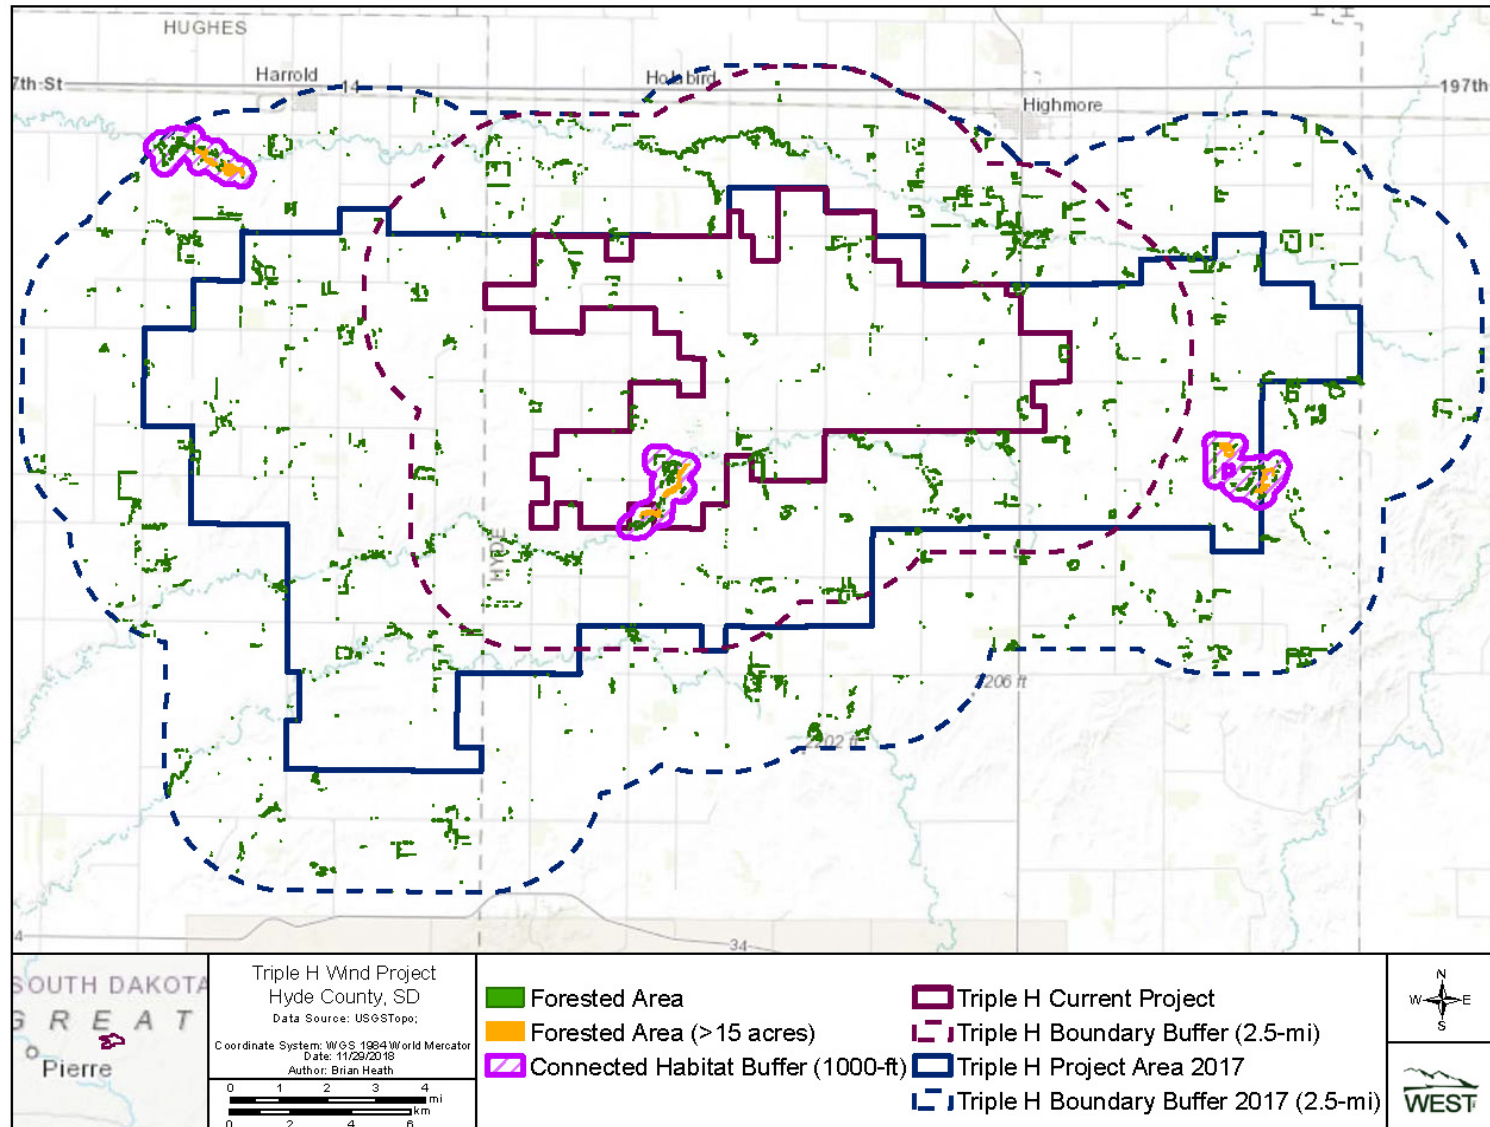 HUGHES
Harrold
14
Holabird
Highmore
7th St
197th
HYDE
2206 ft
2202 ft
4
34
SOUTH DAKOTA
G R E A T
Pierre
Triple H Wind Project
Hyde County, SD
Data Source: USGSTopo;
Coordinate System: WGS 1984 World Mercator
Date: 11/29/2018
Author: Brian Heath
0 1 2 3 4
mi
km
0 2 4 6
Forested Area
Forested Area (>15 acres)
Connected Habitat Buffer (1000-ft)
Triple H Current Project
Triple H Boundary Buffer (2.5-mi)
Triple H Project Area 2017
Triple H Boundary Buffer 2017 (2.5-mi)
N
W E
S
WEST